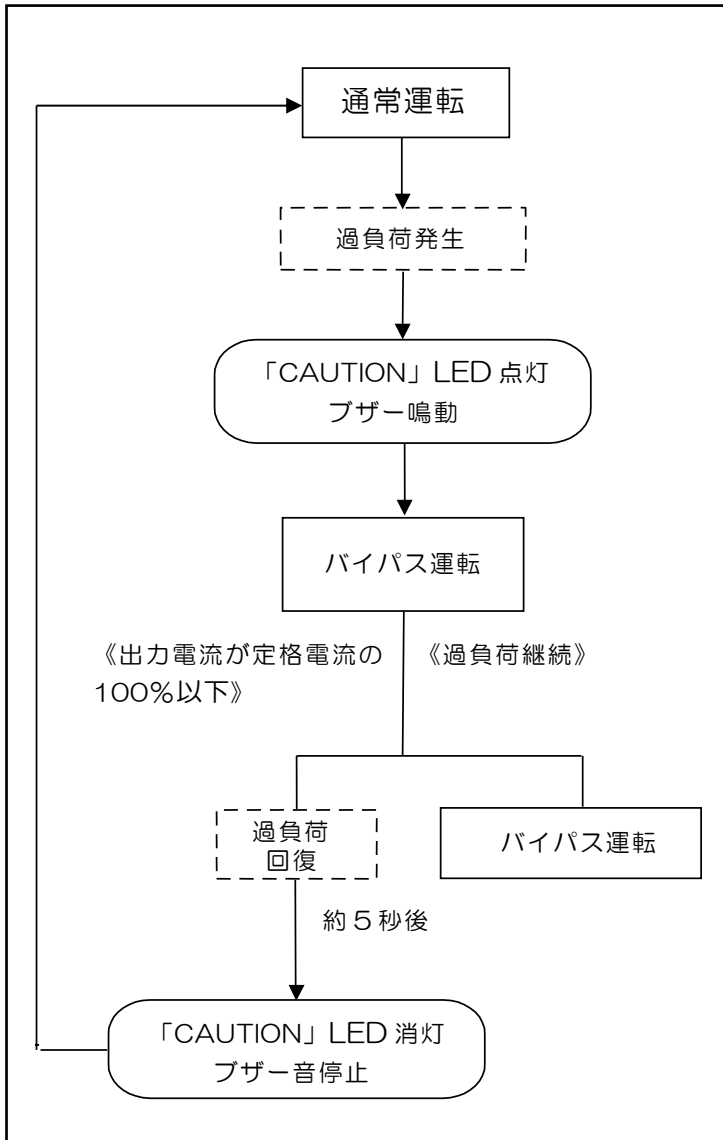 通常運転
過負荷発生
「CAUTION」LED 点灯
ブザー鳴動
バイパス運転
《出力電流が定格電流の
100%以下》
《過負荷継続》
過負荷
回復
バイパス運転
約5秒後
「CAUTION」LED 消灯
ブザー音停止